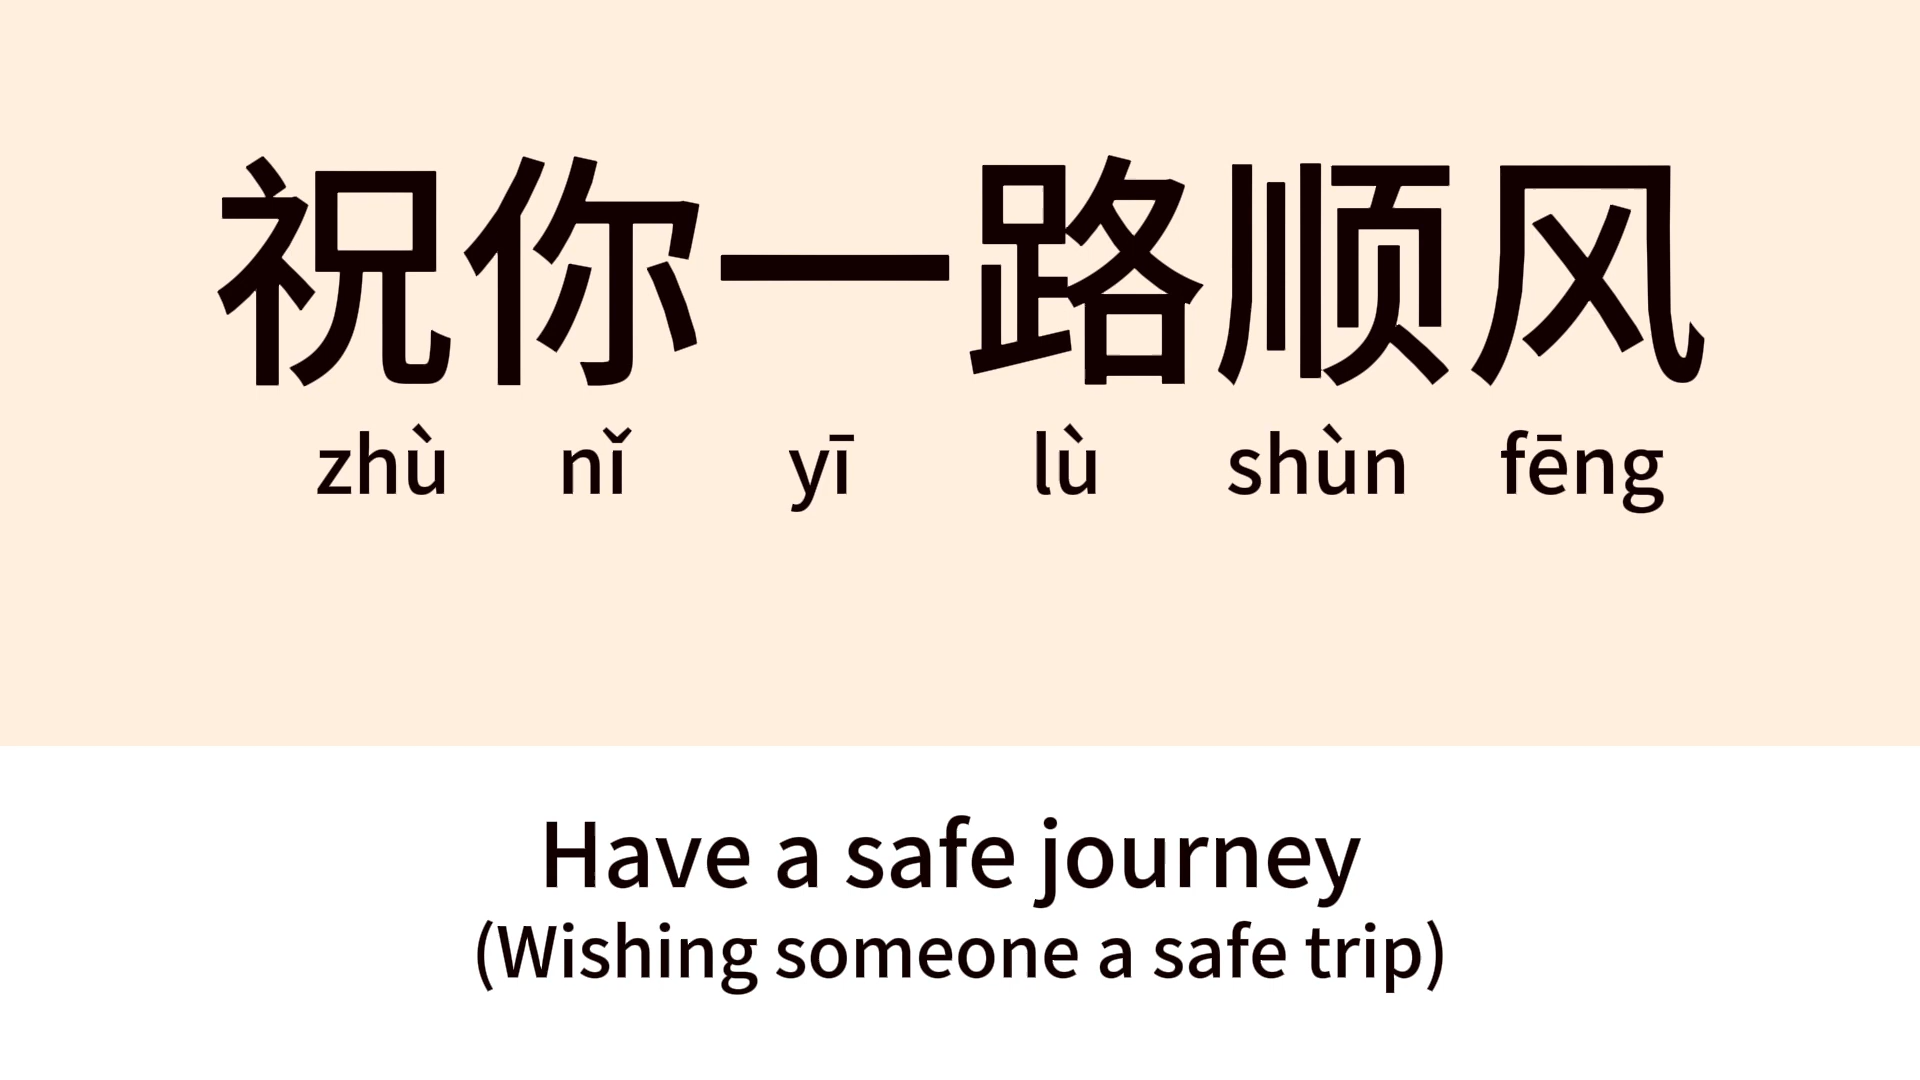 祝你一路顺风
zhù nǐ yī lù shùn fēng
Have a safe journey
(Wishing someone a safe trip)